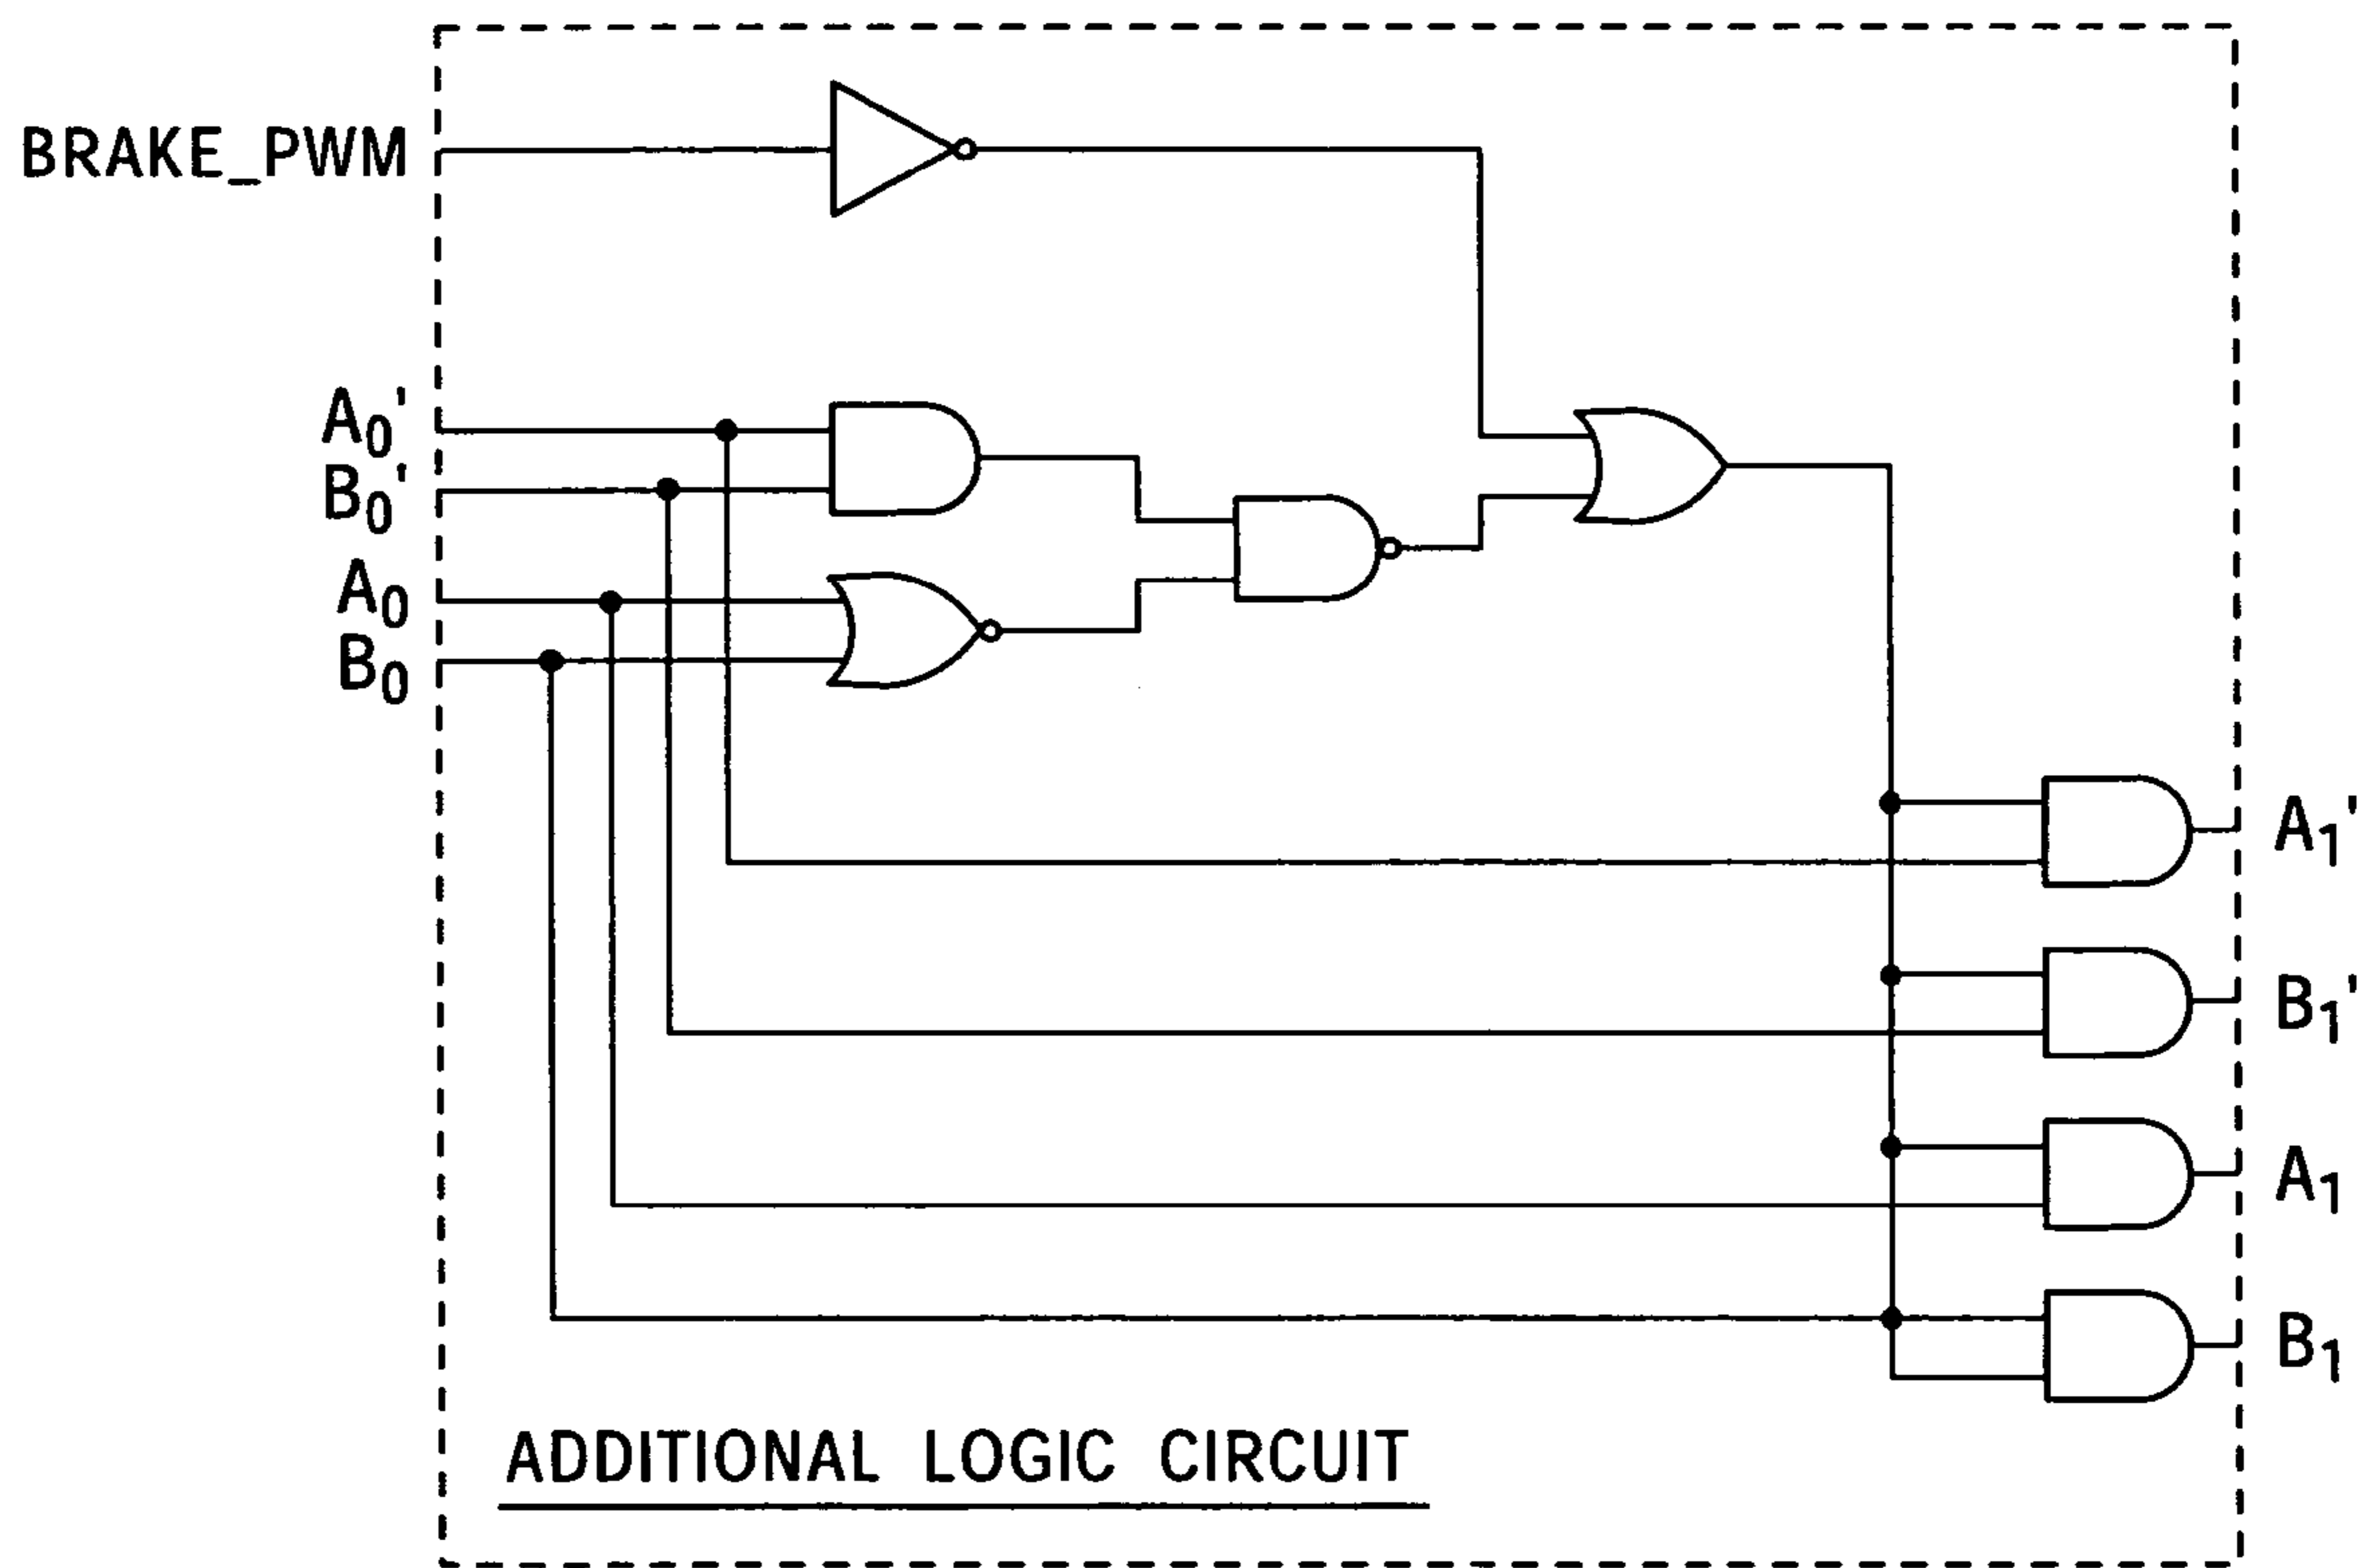 BRAKE_PWM
A₀'
B₀'
A₀
B₀
A₁'
B₁'
A₁
B₁
ADDITIONAL LOGIC CIRCUIT